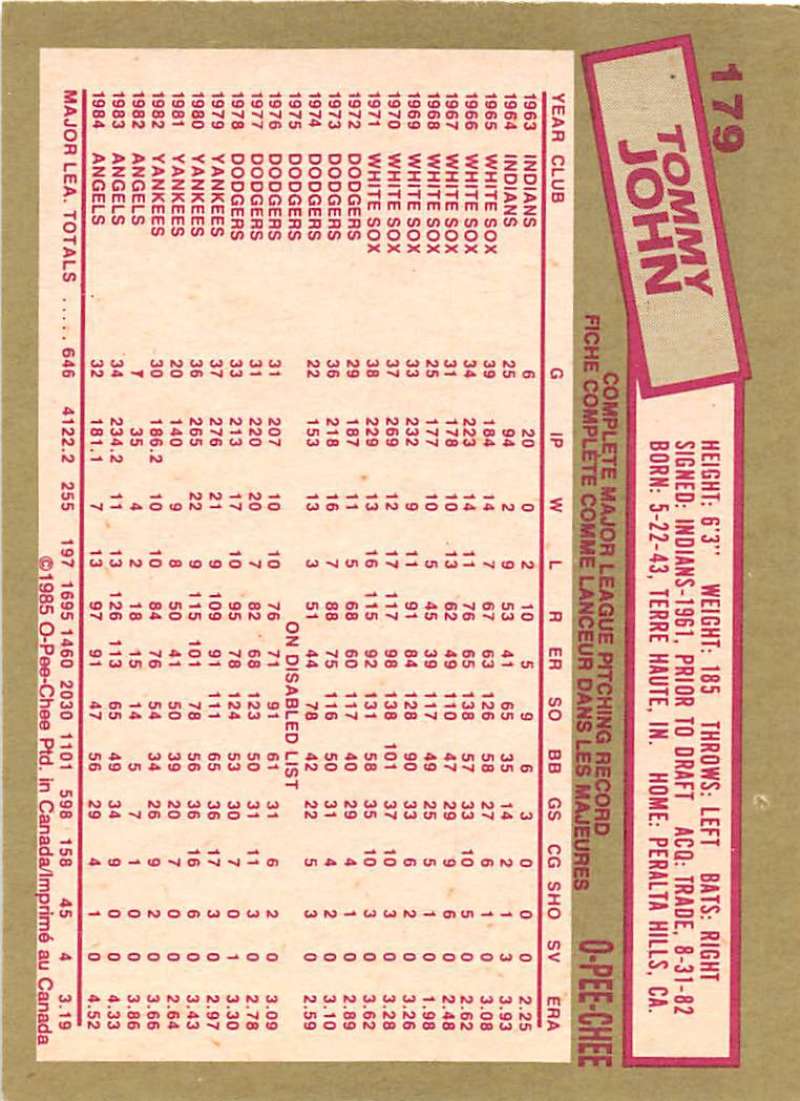 179
TOMMY
JOHN
HEIGHT: 6'3" WEIGHT: 185 THROWS: LEFT BATS: RIGHT
SIGNED: INDIANS-1961, PRIOR TO DRAFT ACQ: TRADE, 8-31-82
BORN: 5-22-43, TERRE HAUTE, IN. HOME: PERALTA HILLS, CA.
COMPLETE MAJOR LEAGUE PITCHING RECORD
FICHE COMPLÈTE COMME LANCEUR DANS LES MAJEURES
O-PEE-CHEE
YEAR CLUB G IP W L R ER SO BB GS CG SHO SV ERA
1963 INDIANS 6 20 0 2 10 5 9 6 3 0 0 0 2.25
1964 INDIANS 25 94 2 9 53 41 65 35 14 2 1 0 3.93
1965 WHITE SOX 39 184 14 7 67 63 126 58 27 6 1 3 3.08
1966 WHITE SOX 34 223 14 11 76 65 138 57 33 10 5 0 2.62
1967 WHITE SOX 31 178 10 13 62 49 110 47 29 9 6 0 2.48
1968 WHITE SOX 25 177 10 5 45 39 117 49 25 5 1 0 1.98
1969 WHITE SOX 33 232 9 11 91 84 128 90 33 6 2 0 3.26
1970 WHITE SOX 37 269 12 17 117 98 138 101 37 10 3 0 3.28
1971 WHITE SOX 38 229 13 16 115 92 131 58 35 10 3 0 3.62
1972 DODGERS 29 187 11 5 68 60 117 40 29 4 1 0 2.89
1973 DODGERS 36 218 16 7 88 75 116 50 31 4 2 0 3.10
1974 DODGERS 22 153 13 3 51 44 78 42 22 5 3 0 2.59
1975 DODGERS ON DISABLED LIST
1976 DODGERS 31 207 10 10 76 71 91 61 31 6 2 0 3.09
1977 DODGERS 31 220 20 7 82 68 123 50 31 11 3 0 2.78
1978 DODGERS 33 213 17 10 95 78 124 53 30 7 0 1 3.30
1979 YANKEES 37 276 21 9 109 91 111 65 36 17 3 0 2.97
1980 YANKEES 36 265 22 9 115 101 78 56 36 16 6 0 3.43
1981 YANKEES 20 140 9 8 50 41 50 39 20 7 0 0 2.64
1982 YANKEES 30 186.2 10 10 84 76 54 34 26 9 2 0 3.66
1982 ANGELS 7 35 4 2 18 15 14 5 7 1 0 0 3.86
1983 ANGELS 34 234.2 11 13 126 113 65 49 34 9 0 0 4.33
1984 ANGELS 32 181.1 7 13 97 91 47 56 29 4 1 0 4.52
MAJOR LEA. TOTALS ..... 646 4122.2 255 197 1695 1460 2030 1101 598 158 45 4 3.19
©1985 O-Pee-Chee Ptd. in Canada/Imprimé au Canada